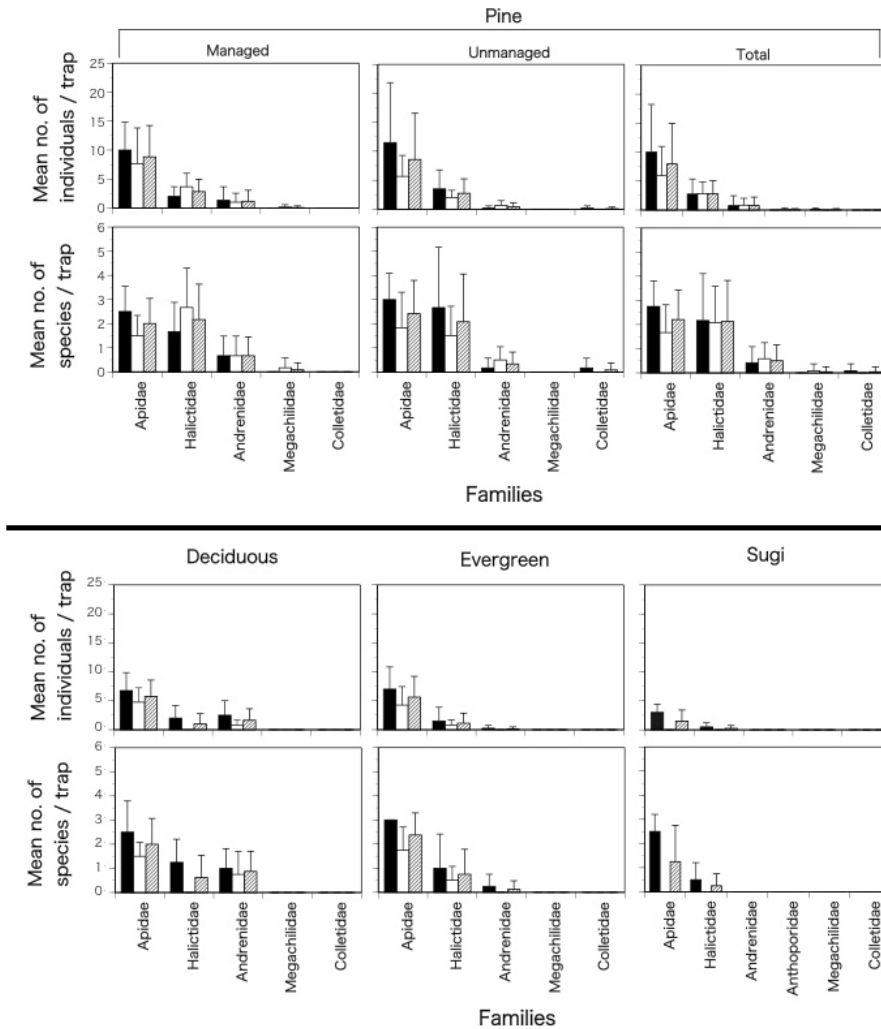 Pine
Managed
Unmanaged
Total
Mean no. of
individuals / trap
25
20
15
10
5
0
Mean no. of
species / trap
6
5
4
3
2
1
0
Apidae
Halictidae
Andrenidae
Megachilidae
Colletidae
Apidae
Halictidae
Andrenidae
Megachilidae
Colletidae
Apidae
Halictidae
Andrenidae
Megachilidae
Colletidae
Families
Deciduous
Evergreen
Sugi
Mean no. of
individuals / trap
25
20
15
10
5
0
Mean no. of
species / trap
6
5
4
3
2
1
0
Apidae
Halictidae
Andrenidae
Megachilidae
Colletidae
Apidae
Halictidae
Andrenidae
Megachilidae
Colletidae
Apidae
Halictidae
Andrenidae
Anthoporidae
Megachilidae
Colletidae
Families